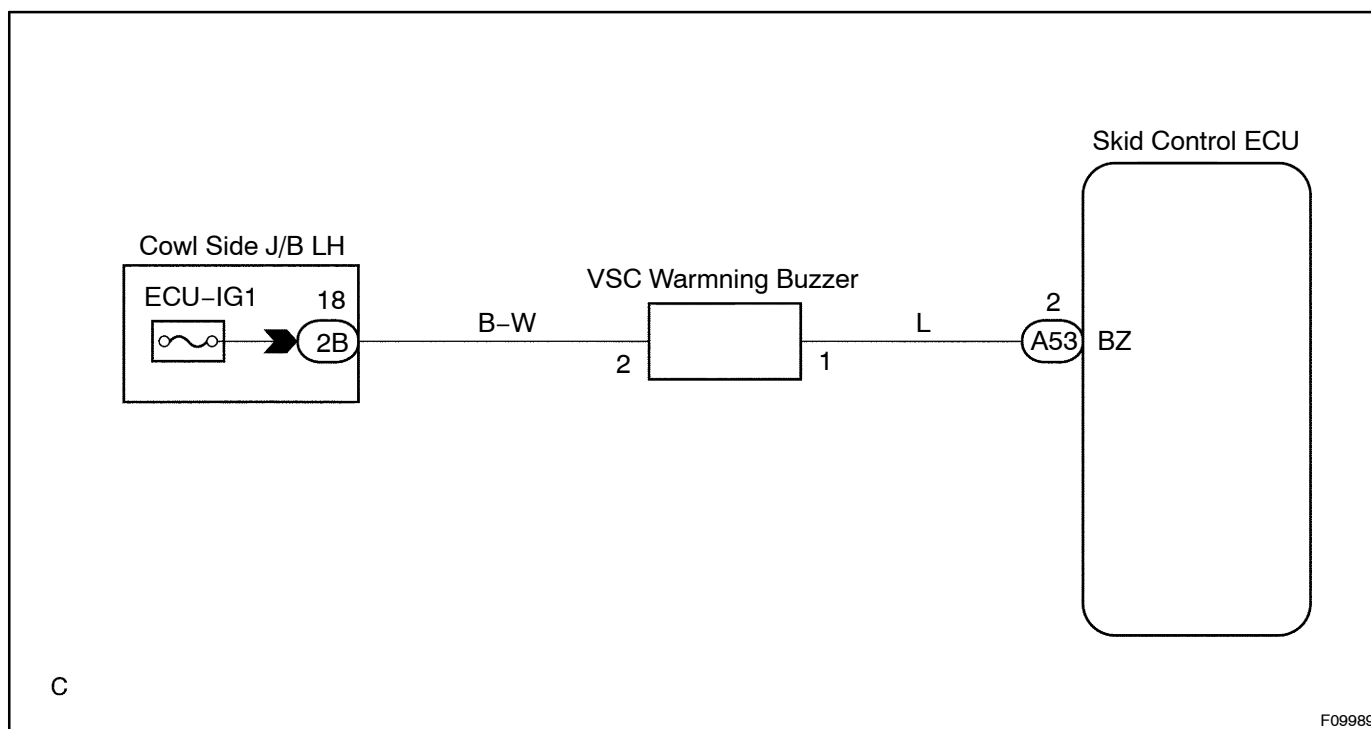 Skid Control ECU
Cowl Side J/B LH
VSC Warmning Buzzer
ECU−IG1
18
2B
B−W
2
1
L
2
A53
BZ
C
F09989